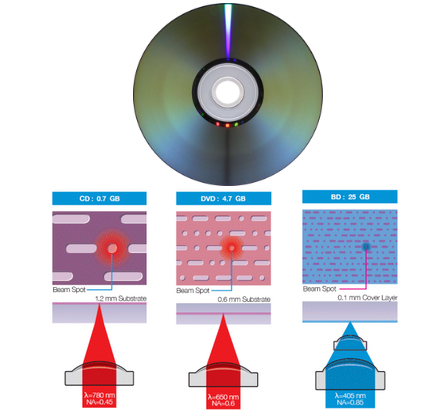 CD : 0.7 GB
DVD : 4.7 GB
BD : 25 GB
Beam Spot
1.2 mm Substrate
Beam Spot
0.6 mm Substrate
Beam Spot
0.1 mm Cover Layer
λ=780 nm
NA=0.45
λ=650 nm
NA=0.6
λ=405 nm
NA=0.85